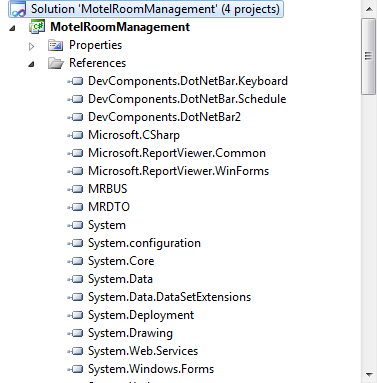 Solution 'MotelRoomManagement' (4 projects)
MotelRoomManagement
Properties
References
DevComponents.DotNetBar.Keyboard
DevComponents.DotNetBar.Schedule
DevComponents.DotNetBar2
Microsoft.CSharp
Microsoft.ReportViewer.Common
Microsoft.ReportViewer.WinForms
MRBUS
MRDTO
System
System.configuration
System.Core
System.Data
System.Data.DataSetExtensions
System.Deployment
System.Drawing
System.Web.Services
System.Windows.Forms